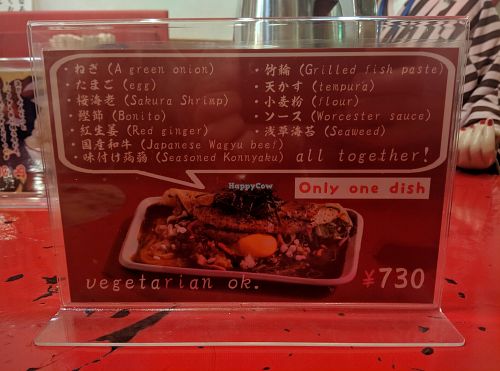 ・ねぎ (A green onion)
・たまご (egg)
・桜海老 (Sakura Shrimp)
・鰹節 (Bonito)
・紅生姜 (Red ginger)
・国産和牛 (Japanese Wagyu beef)
・味付け蒟蒻 (Seasoned Konnyaku)
・竹輪 (Grilled fish paste)
・天かす (tempura)
・小麦粉 (flour)
・ソース (Worcester sauce)
・浅草海苔 (Seaweed)
all together!
Only one dish
HappyCow
vegetarian ok.
¥730